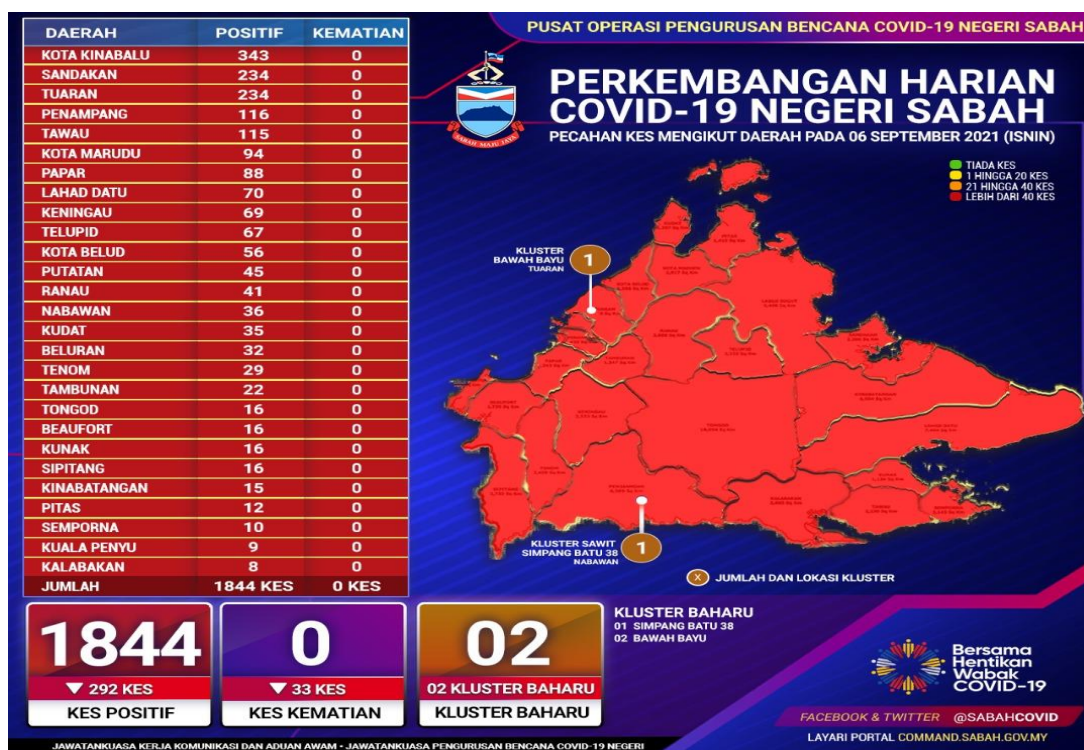 DAERAH POSITIF KEMATIAN
KOTA KINABALU 343 0
SANDAKAN 234 0
TUARAN 234 0
PENAMPANG 116 0
TAWAU 115 0
KOTA MARUDU 94 0
PAPAR 88 0
LAHAD DATU 70 0
KENINGAU 69 0
TELUPID 67 0
KOTA BELUD 56 0
PUTATAN 45 0
RANAU 41 0
NABAWAN 36 0
KUDAT 35 0
BELURAN 32 0
TENOM 29 0
TAMBUNAN 22 0
TONGOD 16 0
BEAUFORT 16 0
KUNAK 16 0
SIPITANG 16 0
KINABATANGAN 15 0
PITAS 12 0
SEMPORNA 10 0
KUALA PENYU 9 0
KALABAKAN 8 0
JUMLAH 1844 KES 0 KES
PUSAT OPERASI PENGURUSAN BENCANA COVID-19 NEGERI SABAH
SABAH MAJU JAYA
PERKEMBANGAN HARIAN
COVID-19 NEGERI SABAH
PECAHAN KES MENGIKUT DAERAH PADA 06 SEPTEMBER 2021 (ISNIN)
TIADA KES
1 HINGGA 20 KES
21 HINGGA 40 KES
LEBIH DARI 40 KES
KLUSTER
BAWAH BAYU
TUARAN
1
KLUSTER SAWIT
SIMPANG BATU 38
NABAWAN
1
X JUMLAH DAN LOKASI KLUSTER
1844
▼ 292 KES
KES POSITIF
0
▼ 33 KES
KES KEMATIAN
02
02 KLUSTER BAHARU
KLUSTER BAHARU
KLUSTER BAHARU
01 SIMPANG BATU 38
02 BAWAH BAYU
Bersama
Hentikan
Wabak
COVID-19
FACEBOOK & TWITTER @SABAHCOVID
LAYARI PORTAL COMMAND.SABAH.GOV.MY
JAWATANKUASA KERJA KOMUNIKASI DAN ADUAN AWAM - JAWATANKUASA PENGURUSAN BENCANA COVID-19 NEGERI